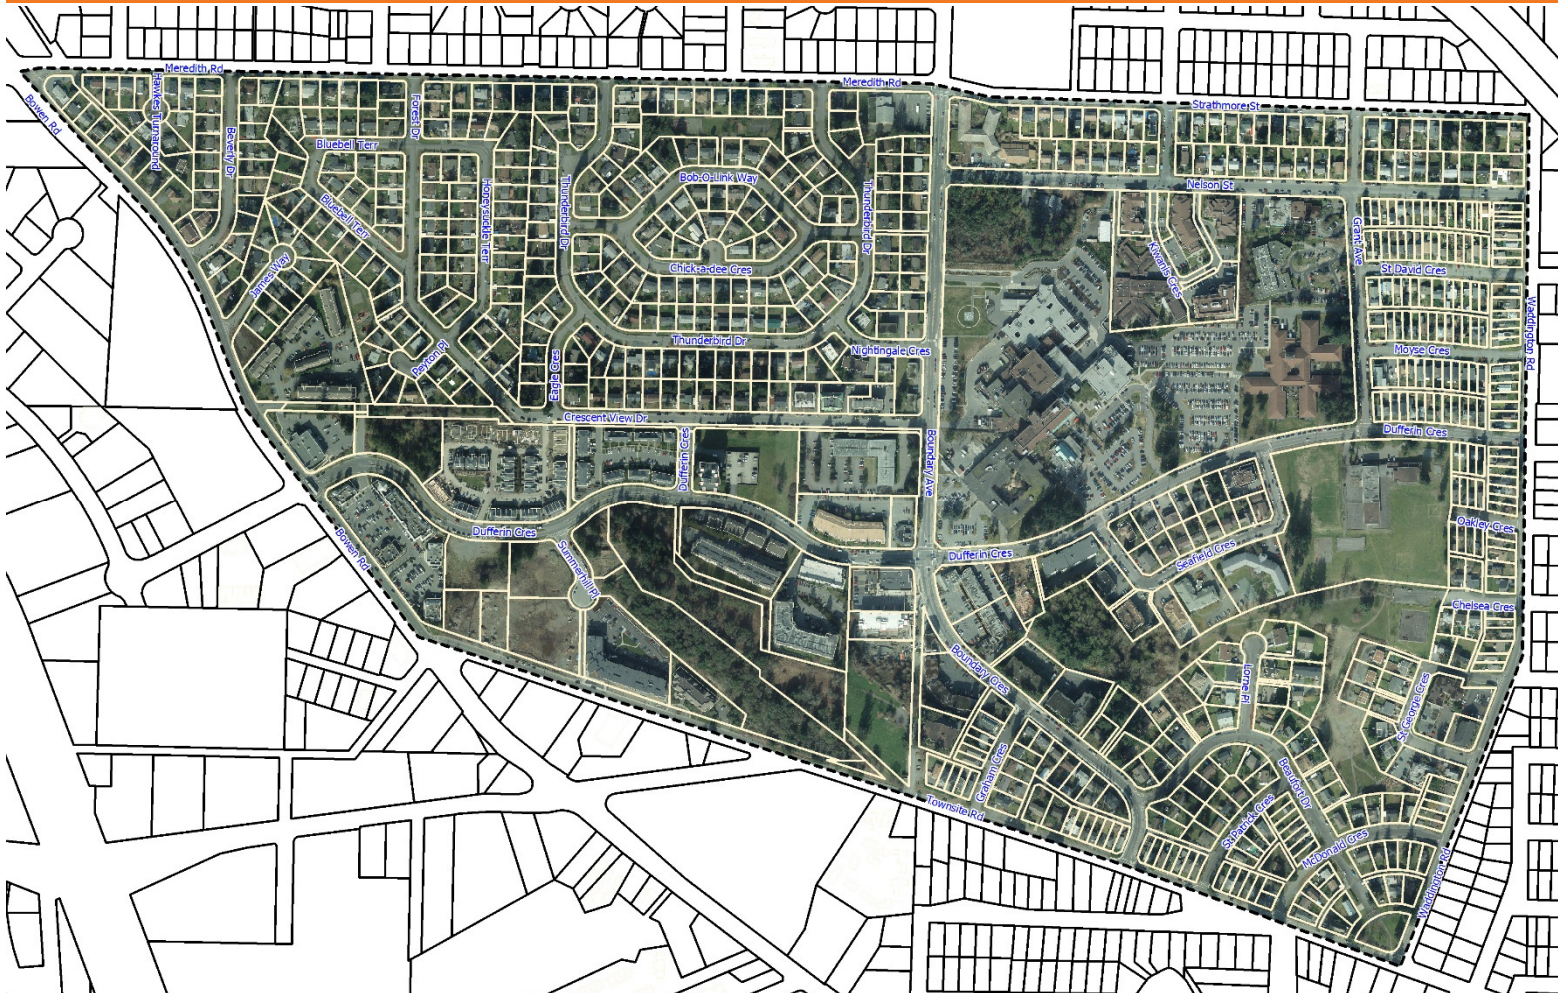 Meredith Rd
Meredith Rd
Strathmore St
Bowen Rd
Hawkes Turnaround
Beverly Dr
Forest Dr
Bluebell Terr
Bluebell Terr
Honeysuckle Terr
Thunderbird Dr
Bob-O-Link Way
Thunderbird Dr
Nelson St
Grant Ave
Kiwanis Cres
St David Cres
Chick-a-dee Cres
James Way
Waddington Rd
Thunderbird Dr
Nightingale Cres
Moyse Cres
Peyton Pl
Eagle Cres
Crescent View Dr
Dufferin Cres
Boundary Ave
Dufferin Cres
Dufferin Cres
Summerhill Pl
Bowen Rd
Dufferin Cres
Seafield Cres
Oakley Cres
Chelsea Cres
Boundary Cres
Lorne Pl
St George Cres
Graham Cres
Beaufort Dr
Townsite Rd
St Patrick Cres
McDonald Cres
Waddington Rd